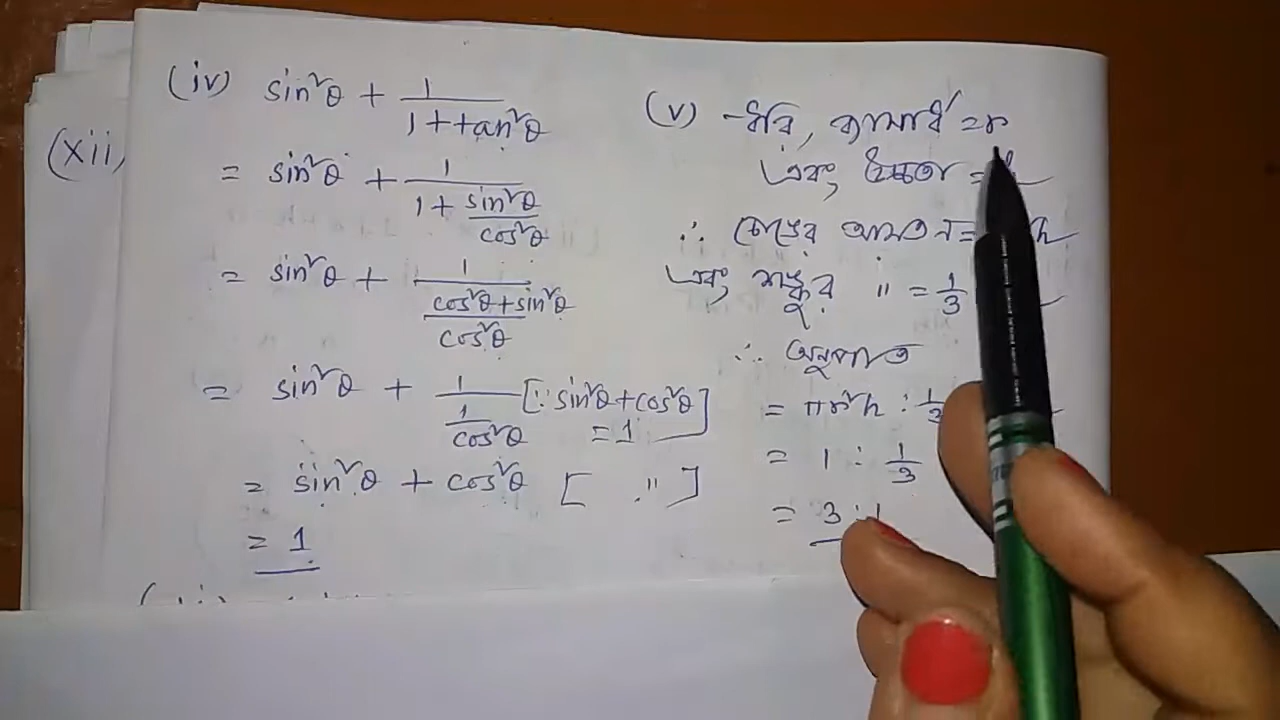 (xii)
(iv) sin²θ + 1/(1+tan²θ)
= sin²θ + 1/(1 + sin²θ/cos²θ)
= sin²θ + 1/((cos²θ+sin²θ)/cos²θ)
= sin²θ + 1/(1/cos²θ) [∵ sin²θ+cos²θ = 1]
= sin²θ + cos²θ [ " ]
= 1
(v) ধরি, ব্যাসার্ধ = r
এবং উচ্চতা =
∴ চোঙের আয়তন = h
এবং শঙ্কুর " = 1/3
∴ অনুপাত
= πr²h : 1/3
= 1 : 1/3
= 3 : 1